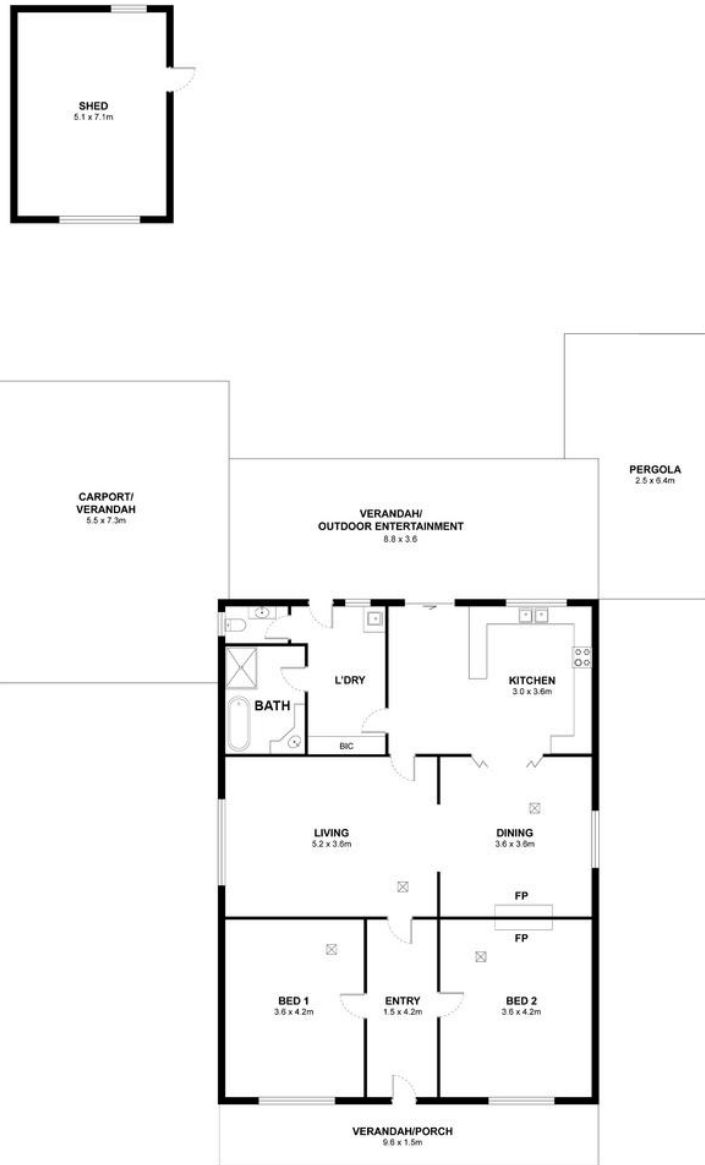 SHED
5.1 x 7.1m
CARPORT/
VERANDAH
5.5 x 7.3m
VERANDAH/
OUTDOOR ENTERTAINMENT
8.8 x 3.6
PERGOLA
2.5 x 6.4m
KITCHEN
3.0 x 3.6m
L'DRY
BATH
BIC
LIVING
5.2 x 3.6m
DINING
3.6 x 3.6m
FP
FP
BED 1
3.6 x 4.2m
ENTRY
1.5 x 4.2m
BED 2
3.6 x 4.2m
VERANDAH/PORCH
9.6 x 1.5m